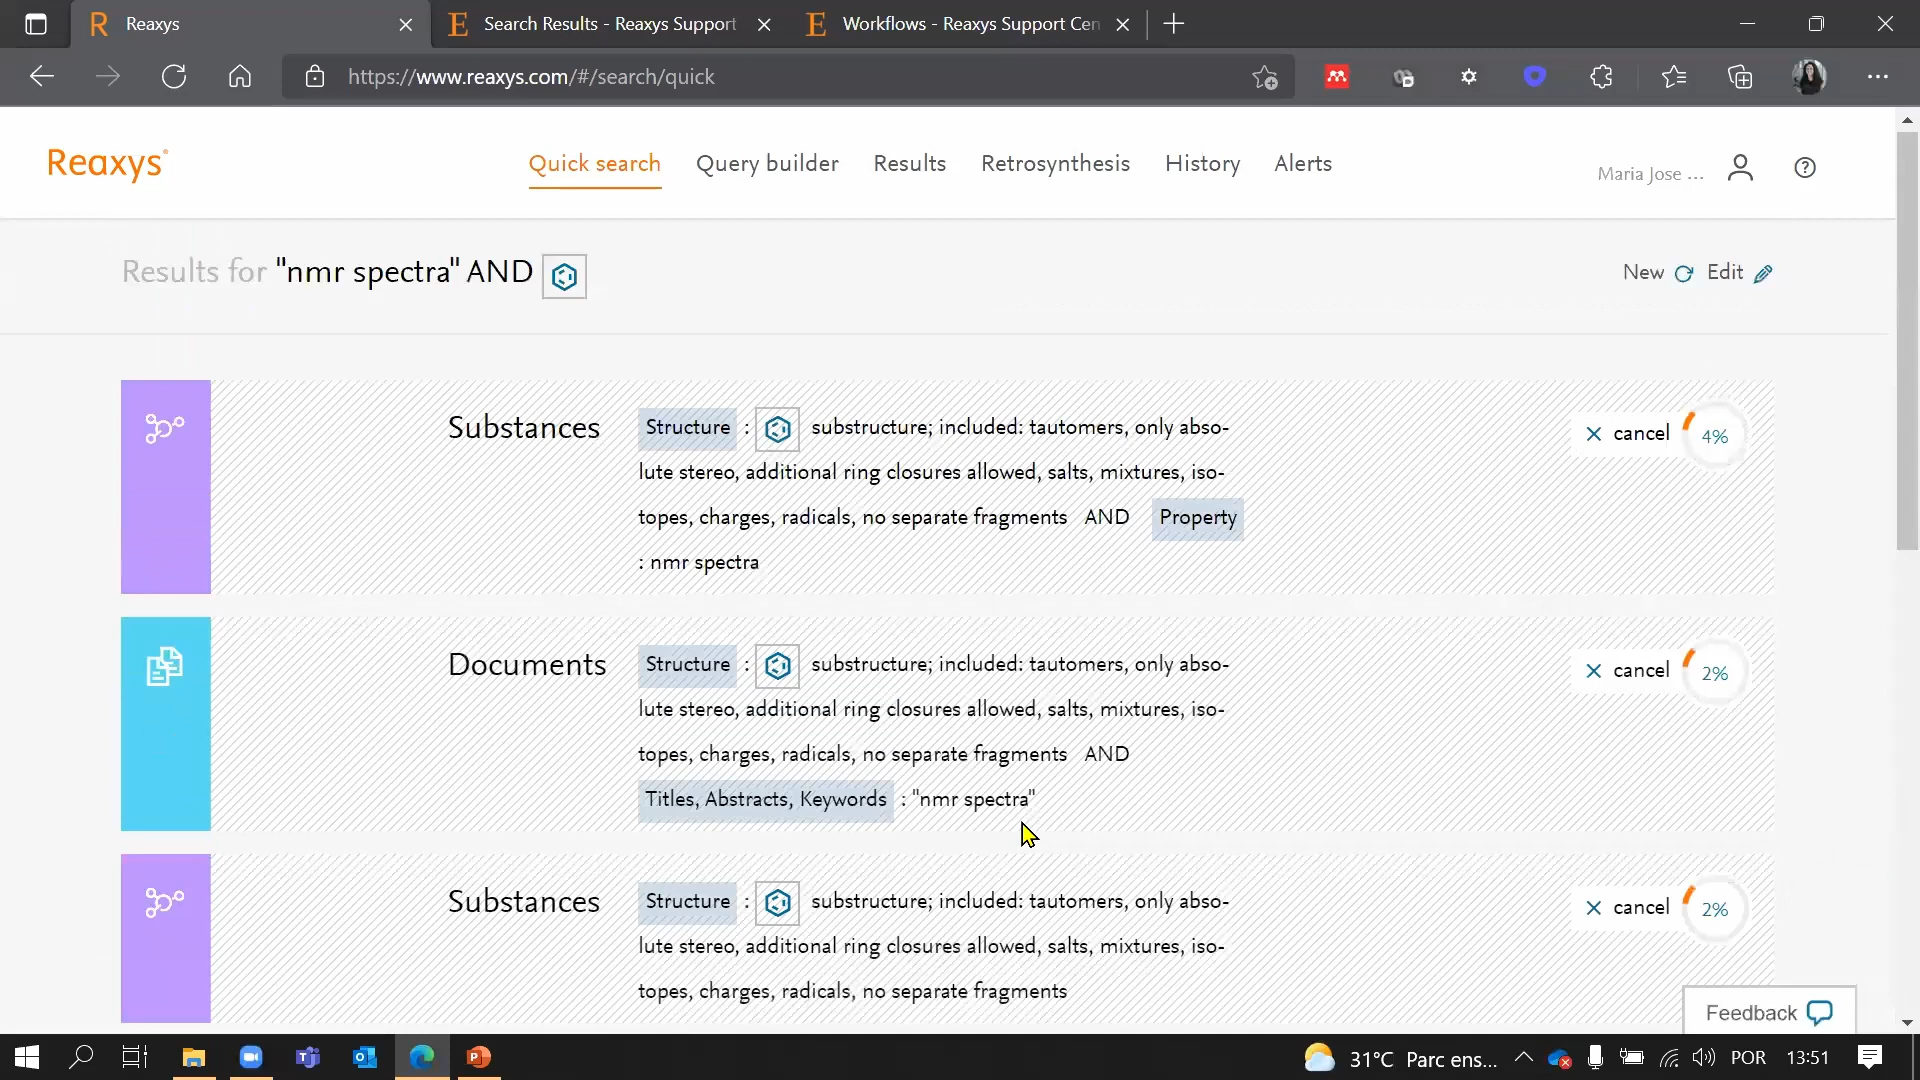 Reaxys
Search Results - Reaxys Support
Workflows - Reaxys Support Cen
https://www.reaxys.com/#/search/quick
Reaxys®
Quick search
Query builder
Results
Retrosynthesis
History
Alerts
Maria Jose ...
Results for "nmr spectra" AND
New
Edit
Substances
Structure : substructure; included: tautomers, only abso-
lute stereo, additional ring closures allowed, salts, mixtures, iso-
topes, charges, radicals, no separate fragments AND Property
: nmr spectra
cancel
4%
Documents
Structure : substructure; included: tautomers, only abso-
lute stereo, additional ring closures allowed, salts, mixtures, iso-
topes, charges, radicals, no separate fragments AND
Titles, Abstracts, Keywords : "nmr spectra"
cancel
2%
Substances
Structure : substructure; included: tautomers, only abso-
lute stereo, additional ring closures allowed, salts, mixtures, iso-
topes, charges, radicals, no separate fragments
cancel
2%
Feedback
31°C Parc ens...
POR
13:51